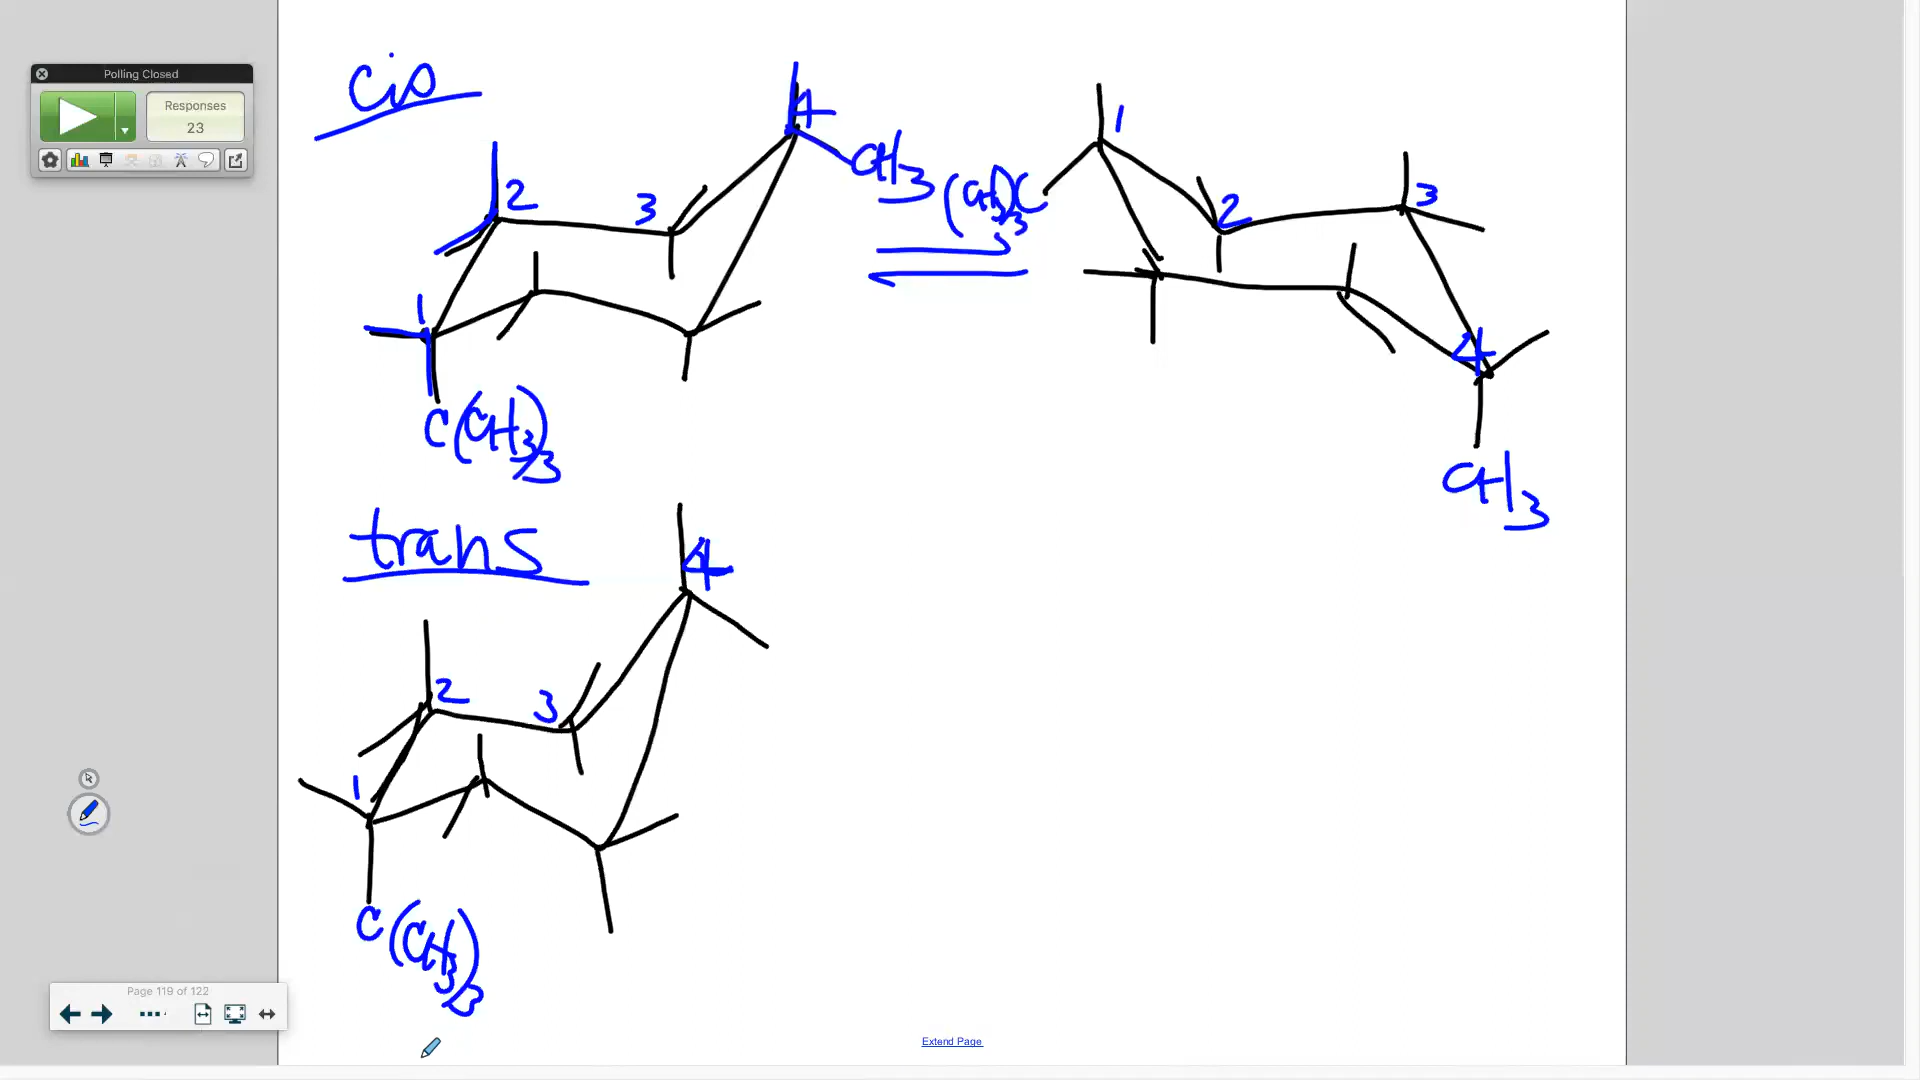 Polling Closed
Responses
23
cis
4
CH3
2
3
1
C(CH3)3
1
(CH3)3C
2
3
4
CH3
trans
4
2
3
1
C(CH3)3
Page 119 of 122
Extend Page